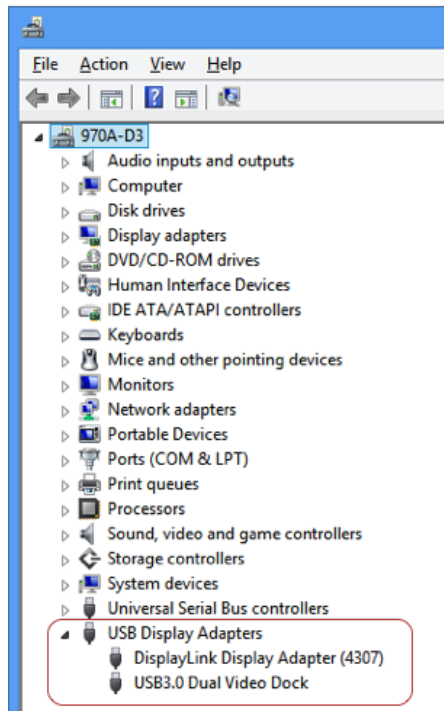 File Action View Help
?
970A-D3
Audio inputs and outputs
Computer
Disk drives
Display adapters
DVD/CD-ROM drives
Human Interface Devices
IDE ATA/ATAPI controllers
Keyboards
Mice and other pointing devices
Monitors
Network adapters
Portable Devices
Ports (COM & LPT)
Print queues
Processors
Sound, video and game controllers
Storage controllers
System devices
Universal Serial Bus controllers
USB Display Adapters
DisplayLink Display Adapter (4307)
USB3.0 Dual Video Dock